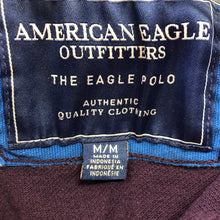 AMERICAN EAGLE
OUTFITTERS
THE EAGLE POLO
AUTHENTIC
QUALITY CLOTHING
M/M
MADE IN
INDONESIA
FABRIQUÉ EN
INDONÉSIE